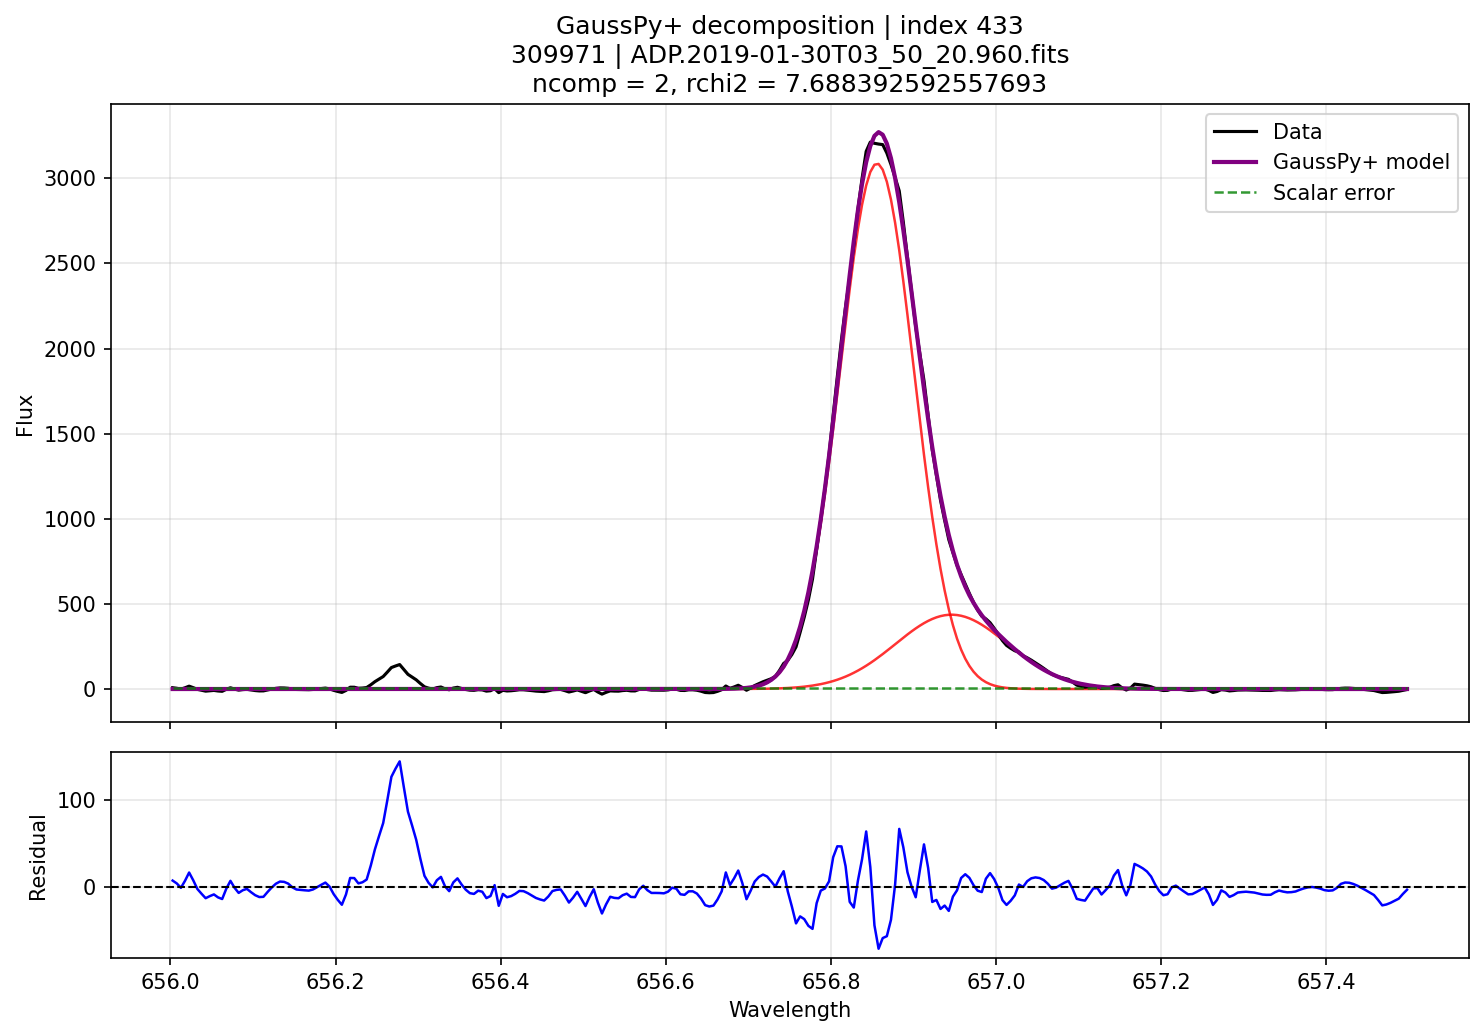 GaussPy+ decomposition | index 433
309971 | ADP.2019-01-30T03_50_20.960.fits
ncomp = 2, rchi2 = 7.688392592557693
Data
GaussPy+ model
Scalar error
Flux
3000
2500
2000
1500
1000
500
0
Residual
100
0
656.0 656.2 656.4 656.6 656.8 657.0 657.2 657.4
Wavelength